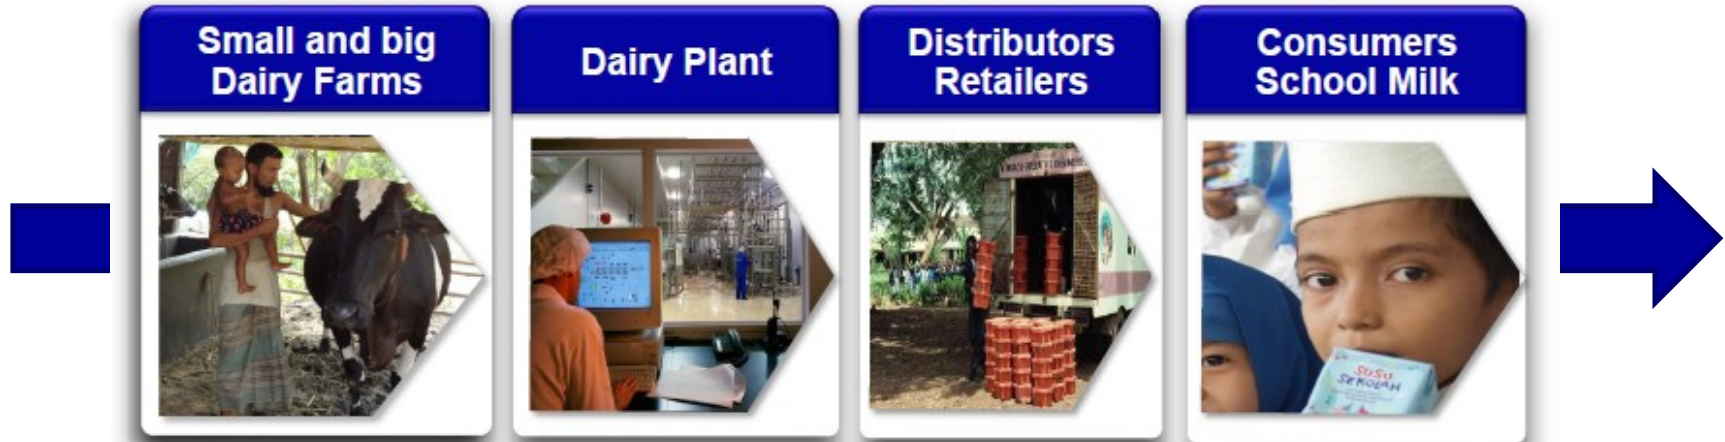 Small and big
Dairy Farms
Dairy Plant
Distributors
Retailers
Consumers
School Milk
SUSU
SEKOLAH